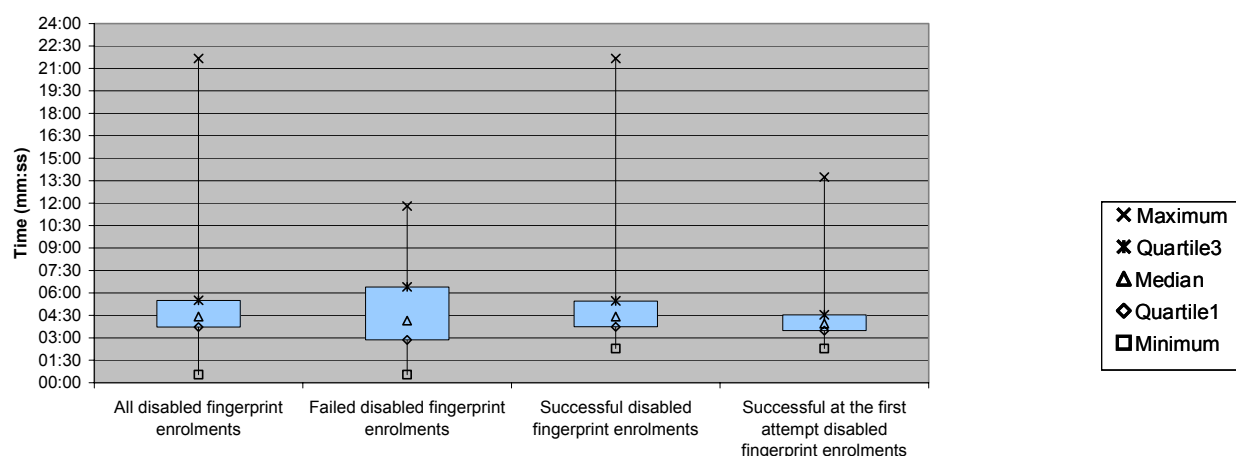 24:00
22:30
21:00
19:30
18:00
16:30
15:00
13:30
12:00
10:30
09:00
07:30
06:00
04:30
03:00
01:30
00:00
Time (mm:ss)
All disabled fingerprint
enrolments
Failed disabled fingerprint
enrolments
Successful disabled
fingerprint enrolments
Successful at the first
attempt disabled
fingerprint enrolments
Maximum
Quartile3
Median
Quartile1
Minimum